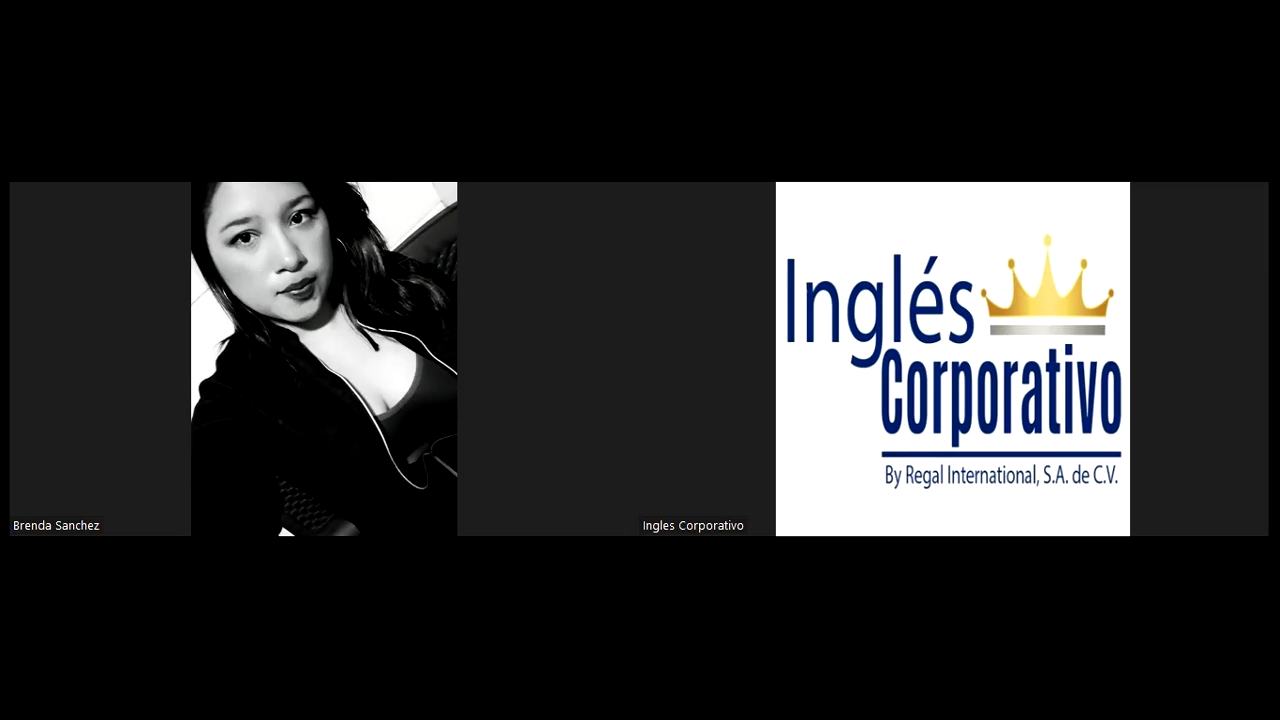 Brenda Sanchez
Ingles Corporativo
Inglés
Corporativo
By Regal International, S.A. de C.V.